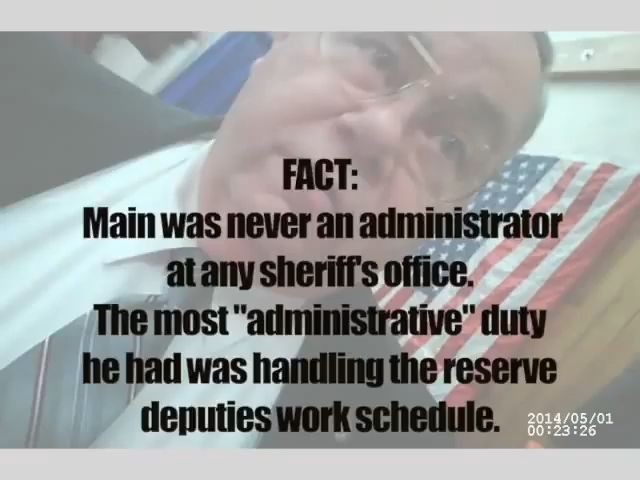 FACT:
Main was never an administrator
at any sheriff's office.
The most "administrative" duty
he had was handling the reserve
deputies work schedule.
2014/05/01
00:23:26